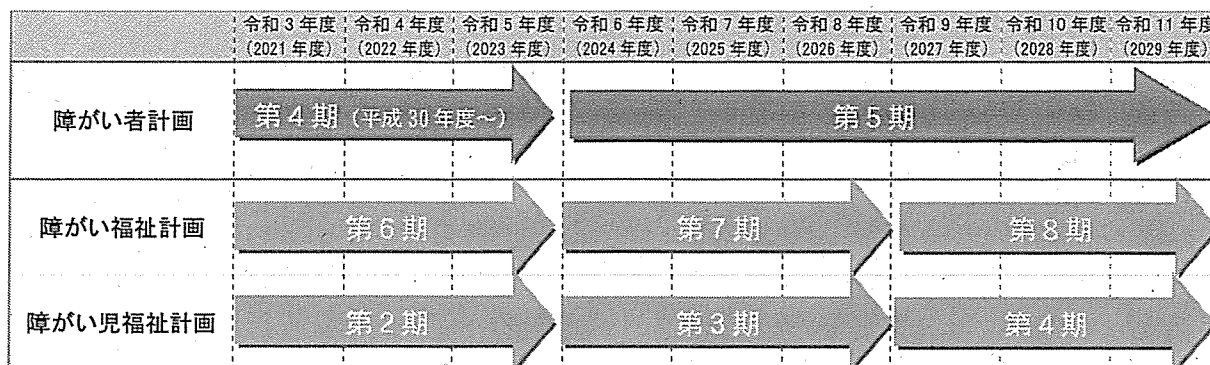 令和3年度 令和4年度 令和5年度 令和6年度 令和7年度 令和8年度 令和9年度 令和10年度 令和11年度
(2021年度) (2022年度) (2023年度) (2024年度) (2025年度) (2026年度) (2027年度) (2028年度) (2029年度)
障がい者計画 第4期(平成30年度~) 第5期
障がい福祉計画 第6期 第7期 第8期
障がい児福祉計画 第2期 第3期 第4期